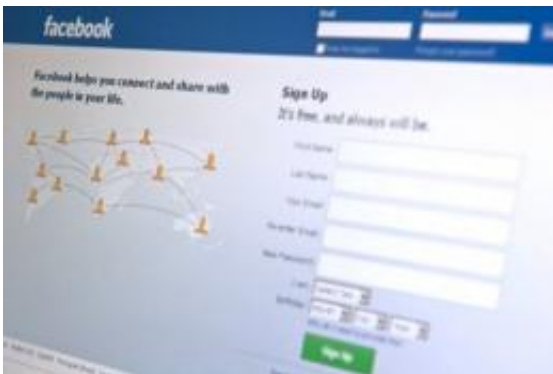 facebook
Email
Password
Facebook helps you connect and share with
the people in your life.
Sign Up
It's free, and always will be.
First Name
Last Name
Your Email
Re-enter Email
New Password
I am
Birthday
Sign Up